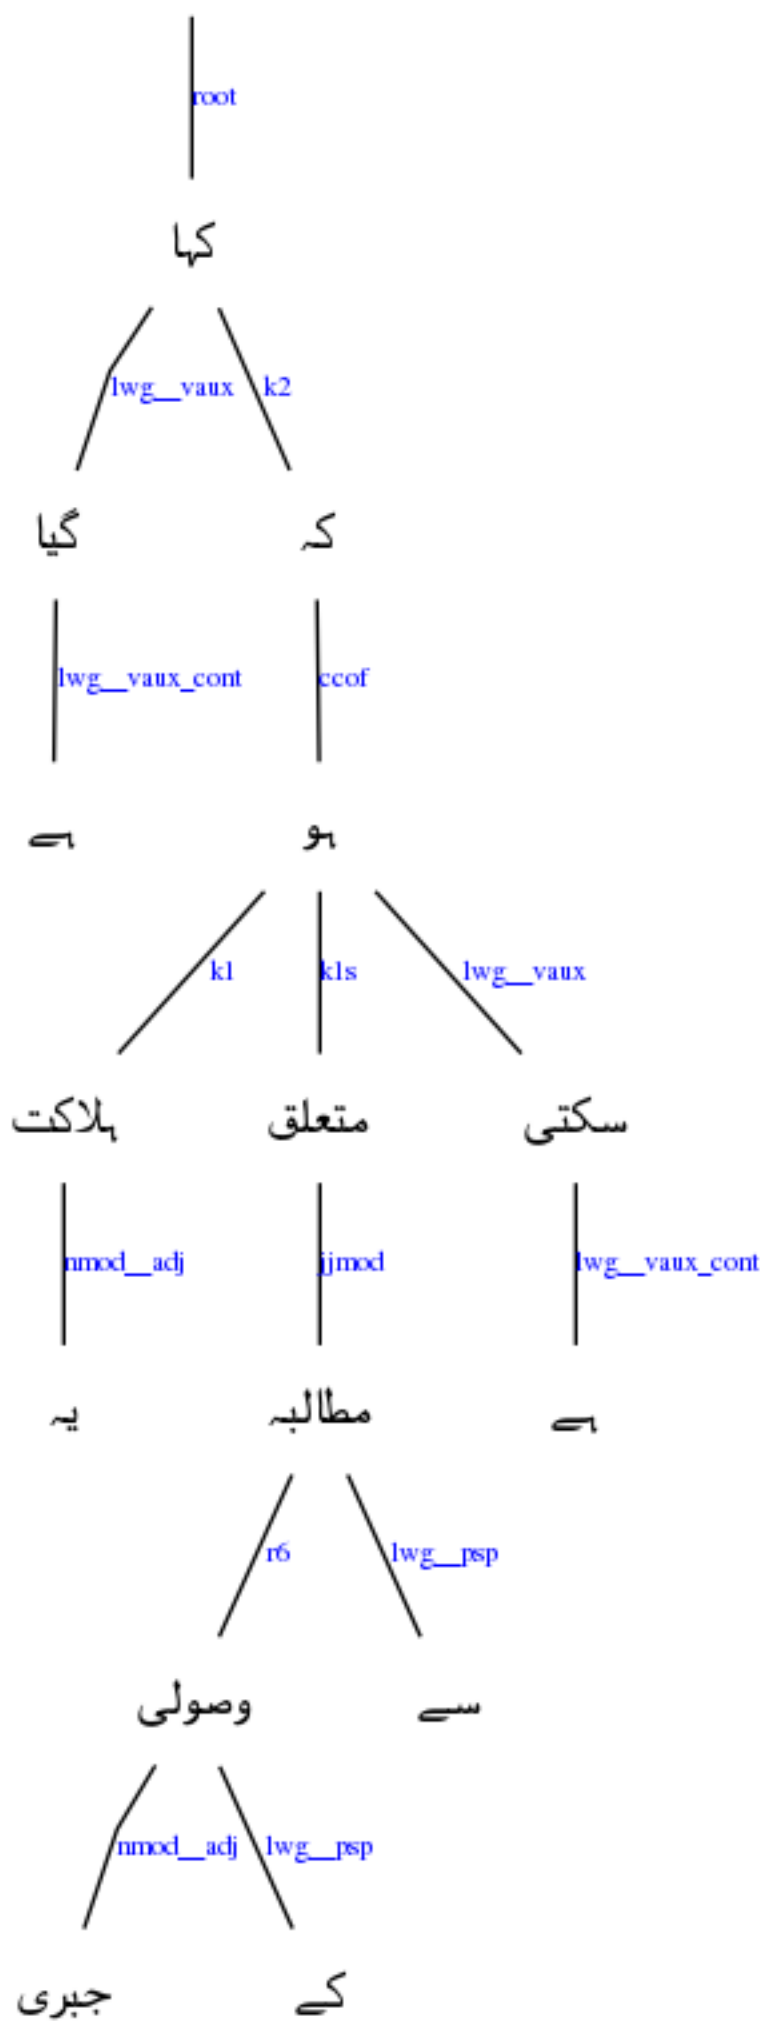 root
کہا
lwg__vaux k2
گیا کہ
lwg__vaux_cont ccof
ہے ہو
k1 k1s lwg__vaux
ہلاکت متعلق سکتی
nmod__adj jjmod lwg__vaux_cont
یہ مطالبہ ہے
r6 lwg__psp
وصولی سے
nmod__adj lwg__psp
جبری کے